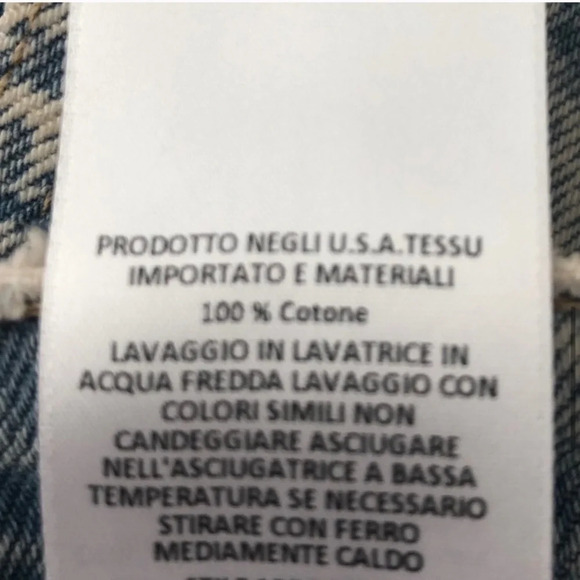 PRODOTTO NEGLI U.S.A.TESSU
IMPORTATO E MATERIALI
100 % Cotone
LAVAGGIO IN LAVATRICE IN
ACQUA FREDDA LAVAGGIO CON
COLORI SIMILI NON
CANDEGGIARE ASCIUGARE
NELL'ASCIUGATRICE A BASSA
TEMPERATURA SE NECESSARIO
STIRARE CON FERRO
MEDIAMENTE CALDO